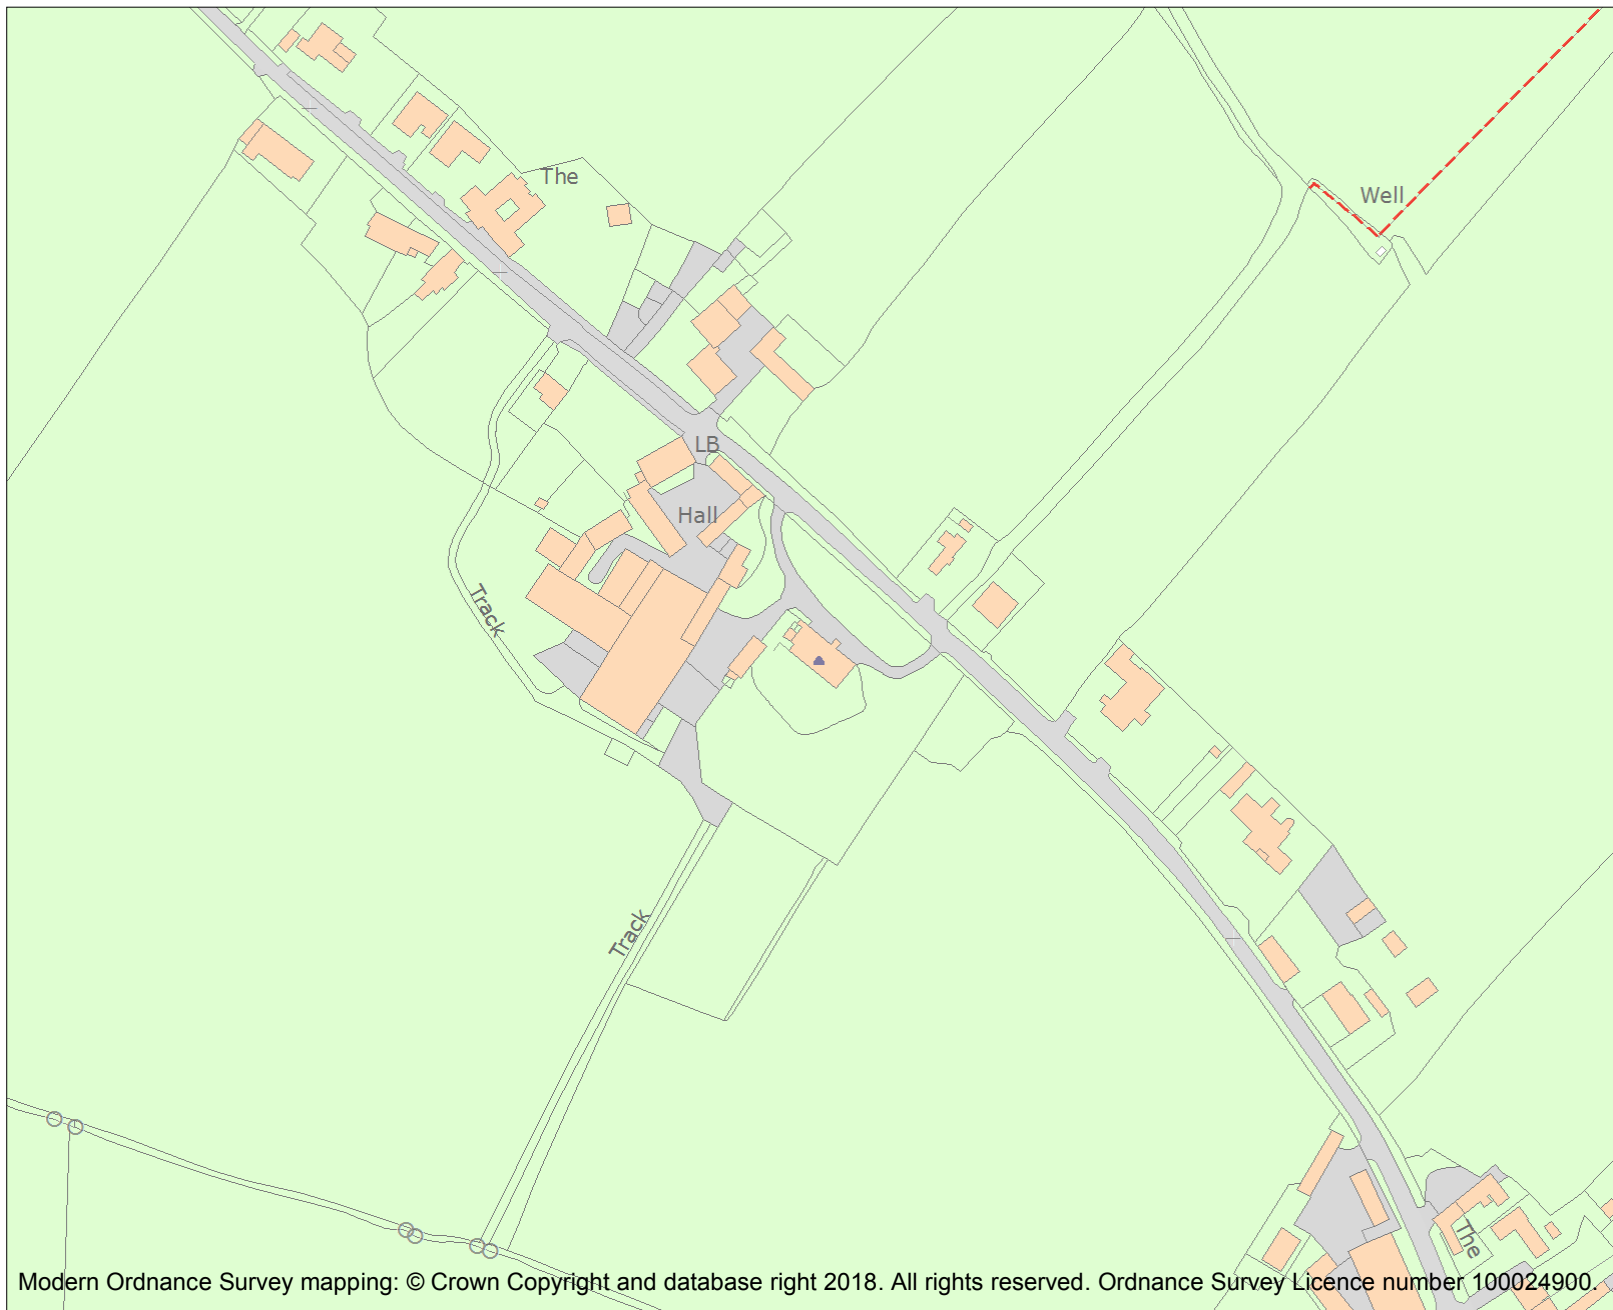 The
Well
LB
Hall
Track
Track
The
Modern Ordnance Survey mapping: © Crown Copyright and database right 2018. All rights reserved. Ordnance Survey Licence number 100024900.